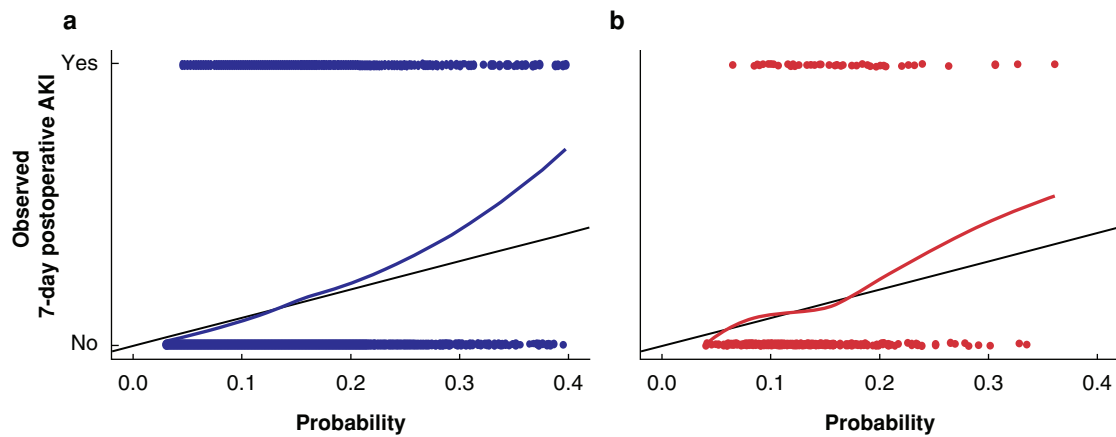 a
b
Yes
No
Observed
7-day postoperative AKI
0.0 0.1 0.2 0.3 0.4
0.0 0.1 0.2 0.3 0.4
Probability
Probability